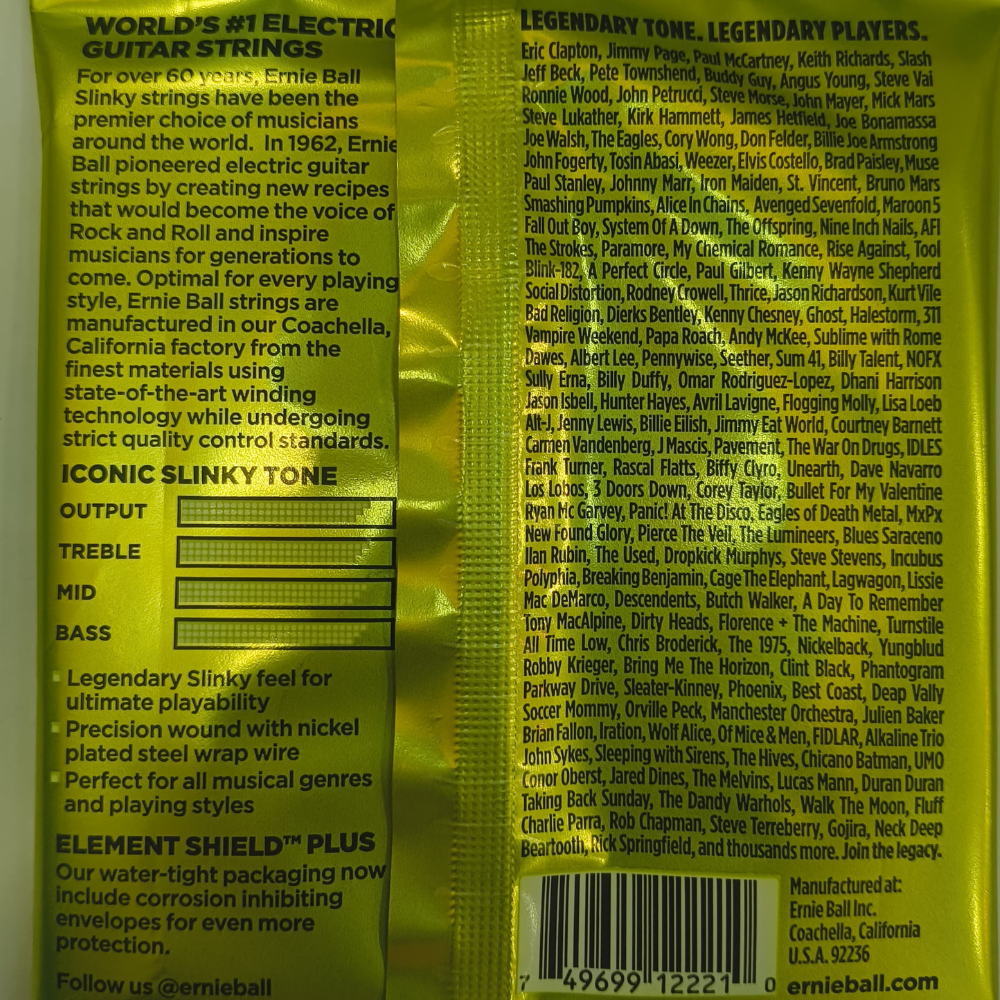 WORLD'S #1 ELECTRIC
GUITAR STRINGS
For over 60 years, Ernie Ball
Slinky strings have been the
premier choice of musicians
around the world. In 1962, Ernie
Ball pioneered electric guitar
strings by creating new recipes
that would become the voice of
Rock and Roll and inspire
musicians for generations to
come. Optimal for every playing
style, Ernie Ball strings are
manufactured in our Coachella,
California factory from the
finest materials using
state-of-the-art winding
technology while undergoing
strict quality control standards.
ICONIC SLINKY TONE
OUTPUT
TREBLE
MID
BASS
Legendary Slinky feel for
ultimate playability
Precision wound with nickel
plated steel wrap wire
Perfect for all musical genres
and playing styles
ELEMENT SHIELD™ PLUS
Our water-tight packaging now
include corrosion inhibiting
envelopes for even more
protection.
Follow us @ernieball
LEGENDARY TONE. LEGENDARY PLAYERS.
Eric Clapton, Jimmy Page, Paul McCartney, Keith Richards, Slash
Jeff Beck, Pete Townshend, Buddy Guy, Angus Young, Steve Vai
Ronnie Wood, John Petrucci, Steve Morse, John Mayer, Mick Mars
Steve Lukather, Kirk Hammett, James Hetfield, Joe Bonamassa
Joe Walsh, The Eagles, Cory Wong, Don Felder, Billie Joe Armstrong
John Fogerty, Tosin Abasi, Weezer, Elvis Costello, Brad Paisley, Muse
Paul Stanley, Johnny Marr, Iron Maiden, St. Vincent, Bruno Mars
Smashing Pumpkins, Alice In Chains, Avenged Sevenfold, Maroon 5
Fall Out Boy, System Of A Down, The Offspring, Nine Inch Nails, AFI
The Strokes, Paramore, My Chemical Romance, Rise Against, Tool
Blink-182, A Perfect Circle, Paul Gilbert, Kenny Wayne Shepherd
Social Distortion, Rodney Crowell, Thrice, Jason Richardson, Kurt Vile
Bad Religion, Dierks Bentley, Kenny Chesney, Ghost, Halestorm, 311
Vampire Weekend, Papa Roach, Andy McKee, Sublime with Rome
Dawes, Albert Lee, Pennywise, Seether, Sum 41, Billy Talent, NOFX
Sully Erna, Billy Duffy, Omar Rodriguez-Lopez, Dhani Harrison
Jason Isbell, Hunter Hayes, Avril Lavigne, Flogging Molly, Lisa Loeb
Alt-J, Jenny Lewis, Billie Eilish, Jimmy Eat World, Courtney Barnett
Carmen Vandenberg, J Mascis, Pavement, The War On Drugs, IDLES
Frank Turner, Rascal Flatts, Biffy Clyro, Unearth, Dave Navarro
Los Lobos, 3 Doors Down, Corey Taylor, Bullet For My Valentine
Ryan Mc Garvey, Panic! At The Disco, Eagles of Death Metal, MxPx
New Found Glory, Pierce The Veil, The Lumineers, Blues Saraceno
Ilan Rubin, The Used, Dropkick Murphys, Steve Stevens, Incubus
Polyphia, Breaking Benjamin, Cage The Elephant, Lagwagon, Lissie
Mac DeMarco, Descendents, Butch Walker, A Day To Remember
Tony MacAlpine, Dirty Heads, Florence + The Machine, Turnstile
All Time Low, Chris Broderick, The 1975, Nickelback, Yungblud
Robby Krieger, Bring Me The Horizon, Clint Black, Phantogram
Parkway Drive, Sleater-Kinney, Phoenix, Best Coast, Deap Vally
Soccer Mommy, Orville Peck, Manchester Orchestra, Julien Baker
Brian Fallon, Iration, Wolf Alice, Of Mice & Men, FIDLAR, Alkaline Trio
John Sykes, Sleeping with Sirens, The Hives, Chicano Batman, UMO
Conor Oberst, Jared Dines, The Melvins, Lucas Mann, Duran Duran
Taking Back Sunday, The Dandy Warhols, Walk The Moon, Fluff
Charlie Parra, Rob Chapman, Steve Terreberry, Gojira, Neck Deep
Beartooth, Rick Springfield, and thousands more. Join the legacy.
7 49699 12221 0
Manufactured at:
Ernie Ball Inc.
Coachella, California
U.S.A. 92236
ernieball.com